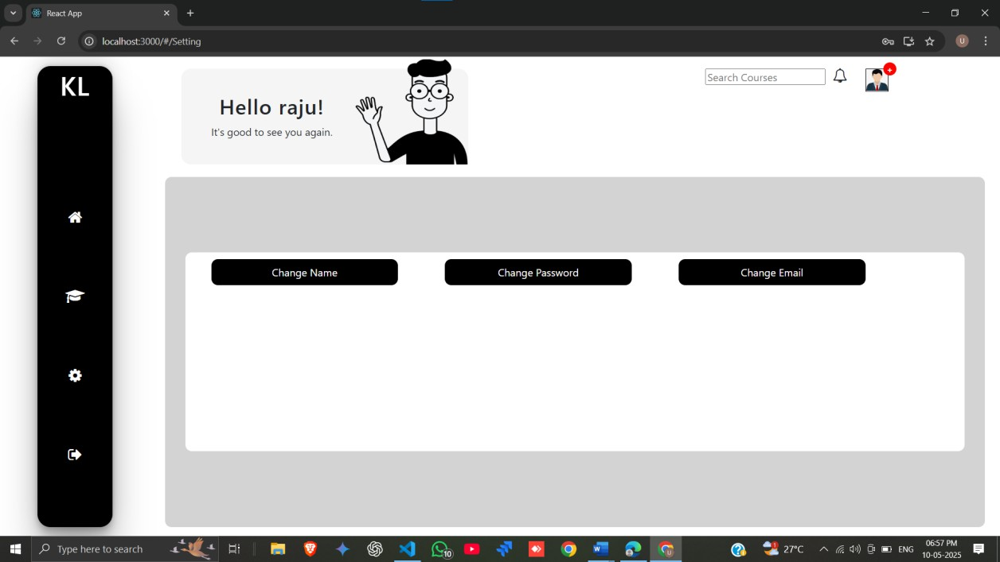 React App
localhost:3000/#/Setting
U
KL
Hello raju!
It's good to see you again.
Search Courses
+
Change Name
Change Password
Change Email
Type here to search
10
W
U
1
27°C
ENG
06:57 PM
10-05-2025